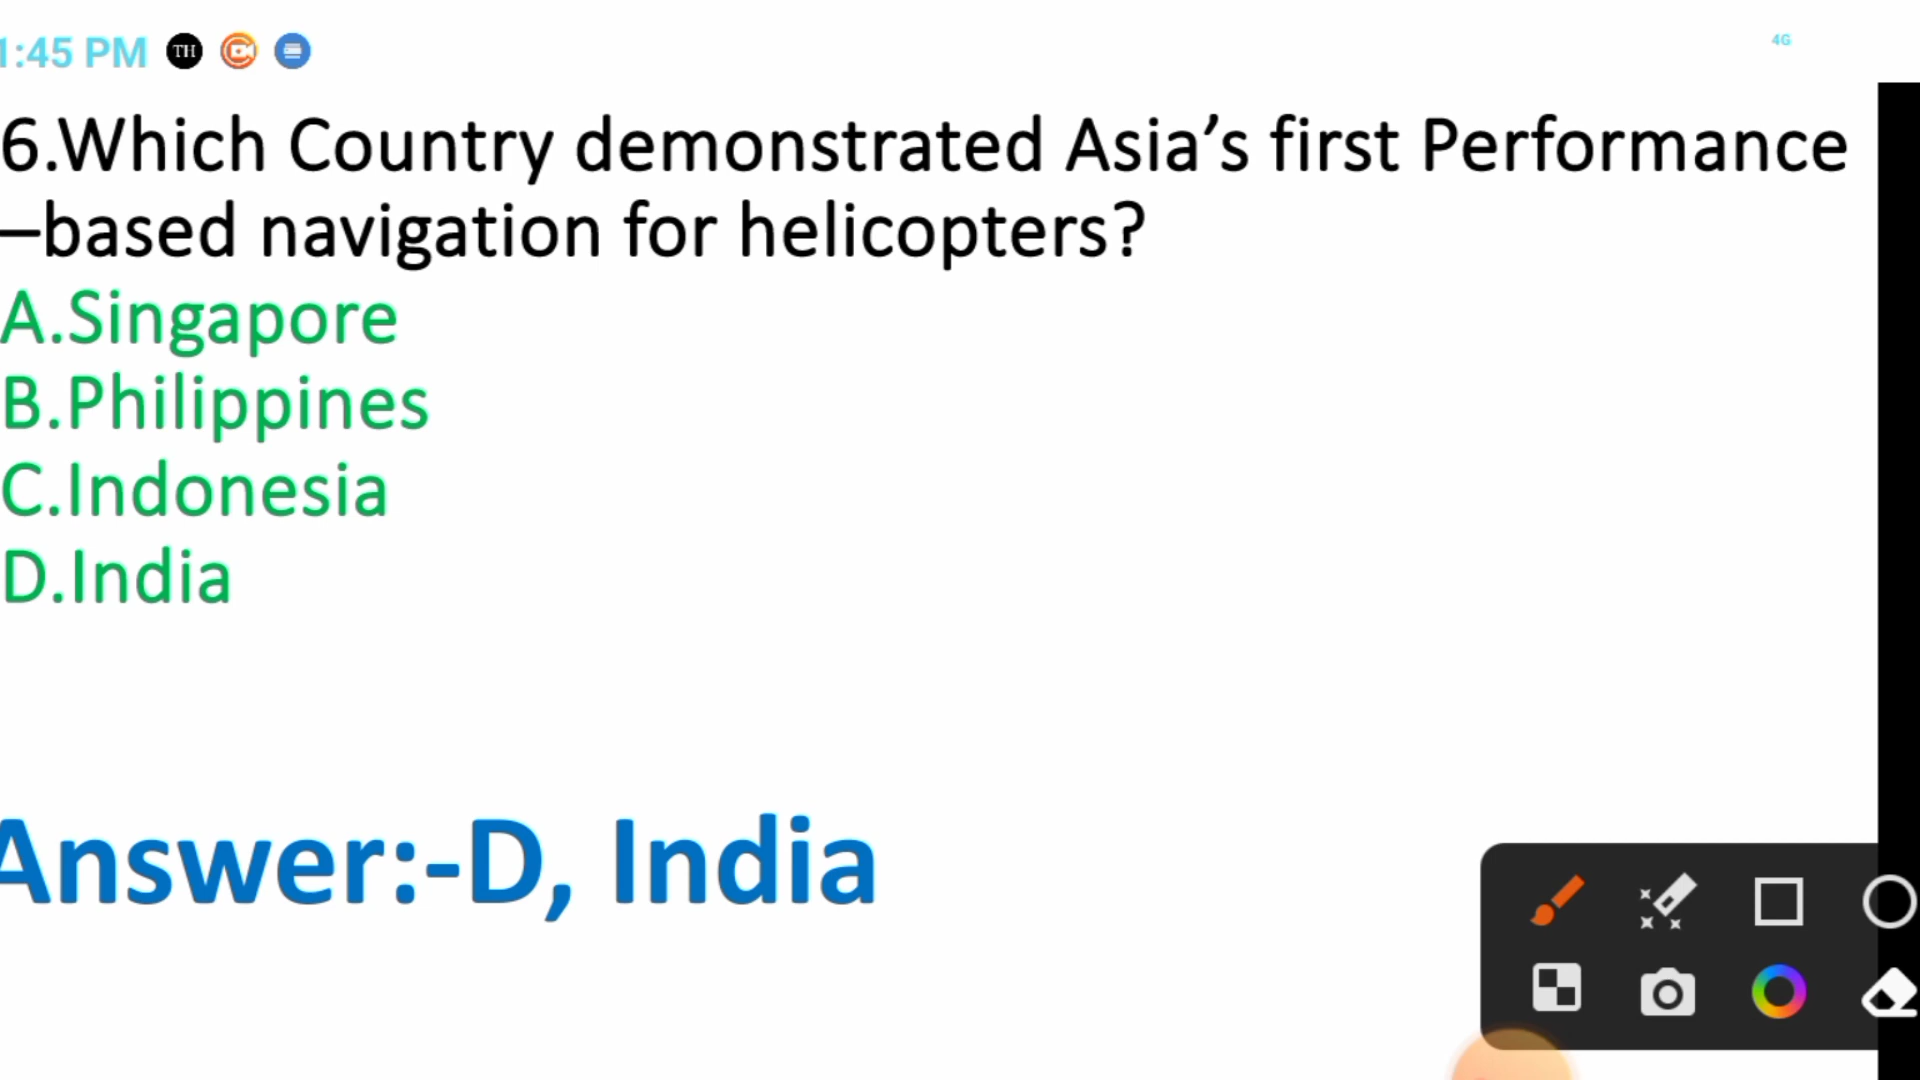 1:45 PM TH 4G
6.Which Country demonstrated Asia’s first Performance
–based navigation for helicopters?
A.Singapore
B.Philippines
C.Indonesia
D.India
Answer:-D, India